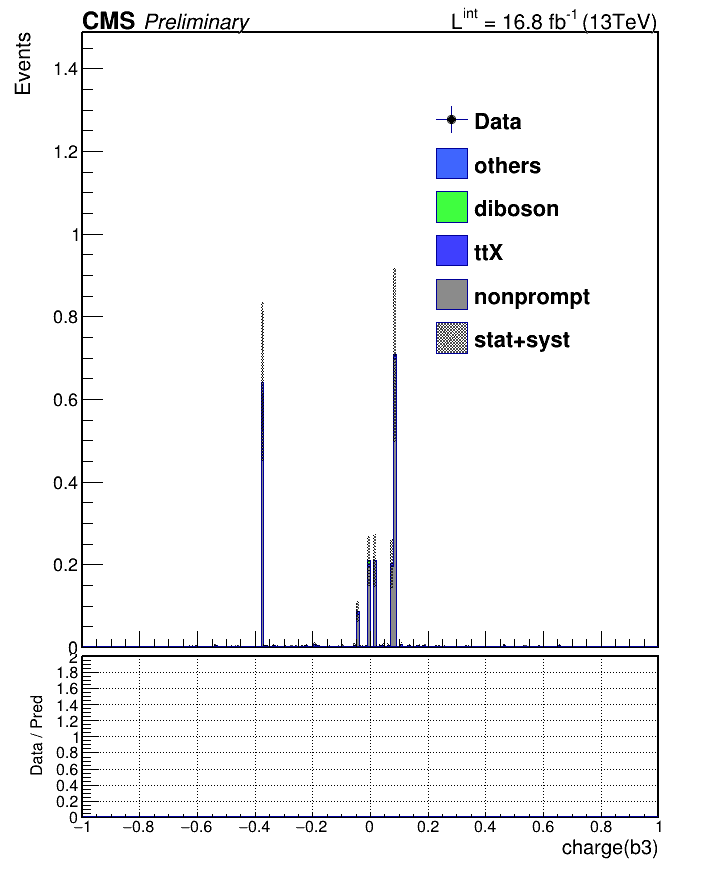 CMS Preliminary
L^int = 16.8 fb^-1 (13TeV)
Events
1.4
1.2
1
0.8
0.6
0.4
0.2
0
Data
others
diboson
ttX
nonprompt
stat+syst
Data / Pred
2
1.8
1.6
1.4
1.2
1
0.8
0.6
0.4
0.2
0
−1 −0.8 −0.6 −0.4 −0.2 0 0.2 0.4 0.6 0.8 1
charge(b3)